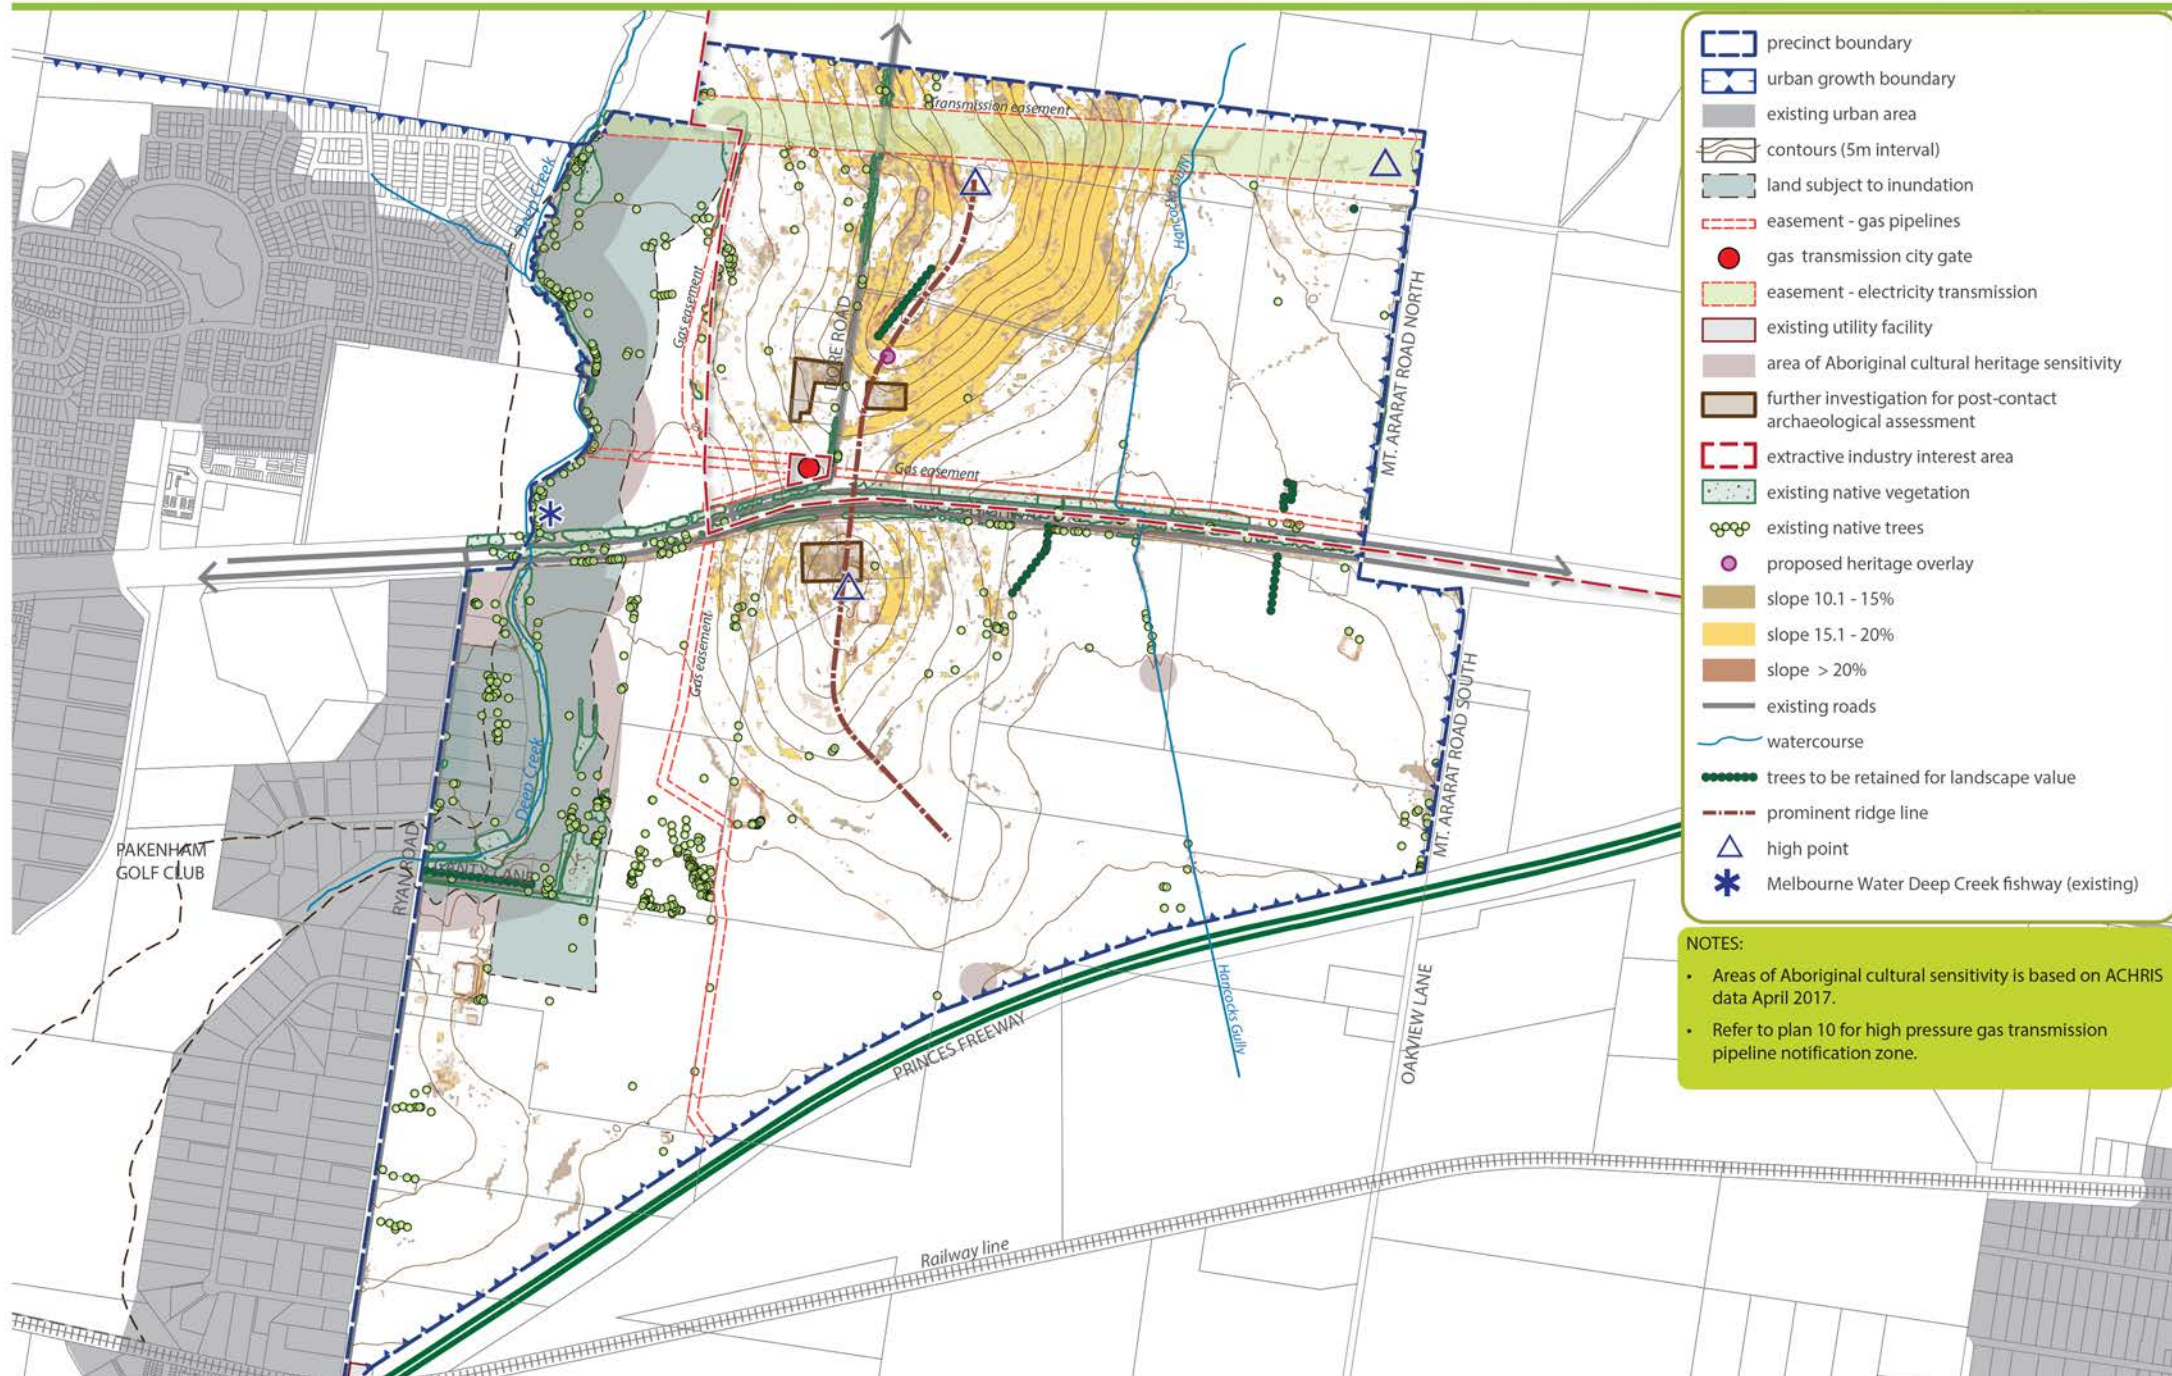 precinct boundary
urban growth boundary
existing urban area
contours (5m interval)
land subject to inundation
easement - gas pipelines
gas transmission city gate
easement - electricity transmission
existing utility facility
area of Aboriginal cultural heritage sensitivity
further investigation for post-contact
archaeological assessment
extractive industry interest area
existing native vegetation
existing native trees
proposed heritage overlay
slope 10.1 - 15%
slope 15.1 - 20%
slope > 20%
existing roads
watercourse
trees to be retained for landscape value
prominent ridge line
high point
Melbourne Water Deep Creek fishway (existing)
NOTES:
• Areas of Aboriginal cultural sensitivity is based on ACHRIS
data April 2017.
• Refer to plan 10 for high pressure gas transmission
pipeline notification zone.
Transmission easement
Deep Creek
Hancocks Gully
Gas easement
DORE ROAD
MT. ARARAT ROAD NORTH
Gas easement
Gas easement
MT. ARARAT ROAD SOUTH
Deep Creek
PAKENHAM
GOLF CLUB
RYAN ROAD
LANE
PRINCES FREEWAY
Hancocks Gully
OAKVIEW LANE
Railway line